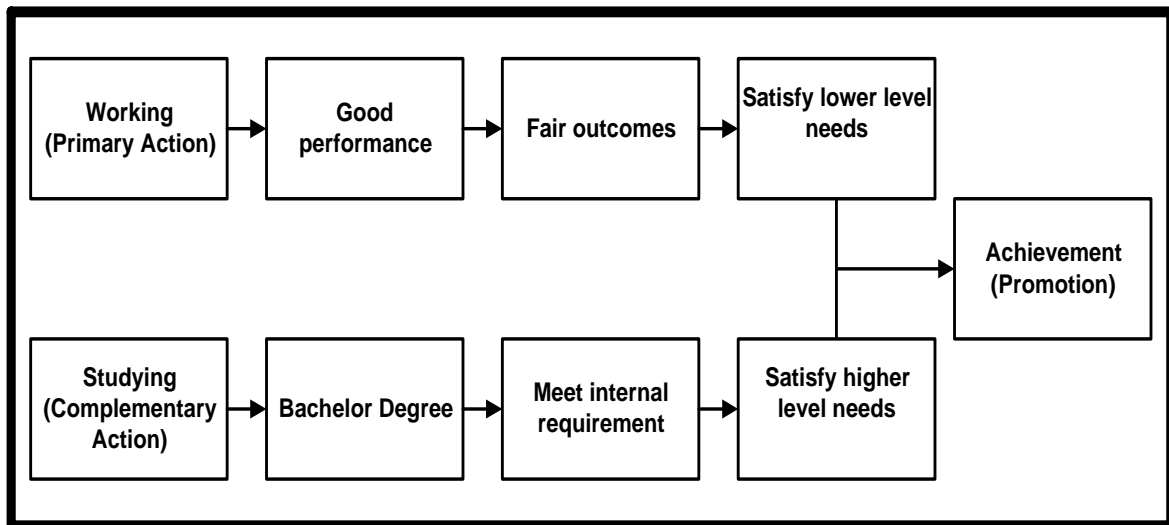 Working
(Primary Action)
Good
performance
Fair outcomes
Satisfy lower level
needs
Achievement
(Promotion)
Studying
(Complementary
Action)
Bachelor Degree
Meet internal
requirement
Satisfy higher
level needs